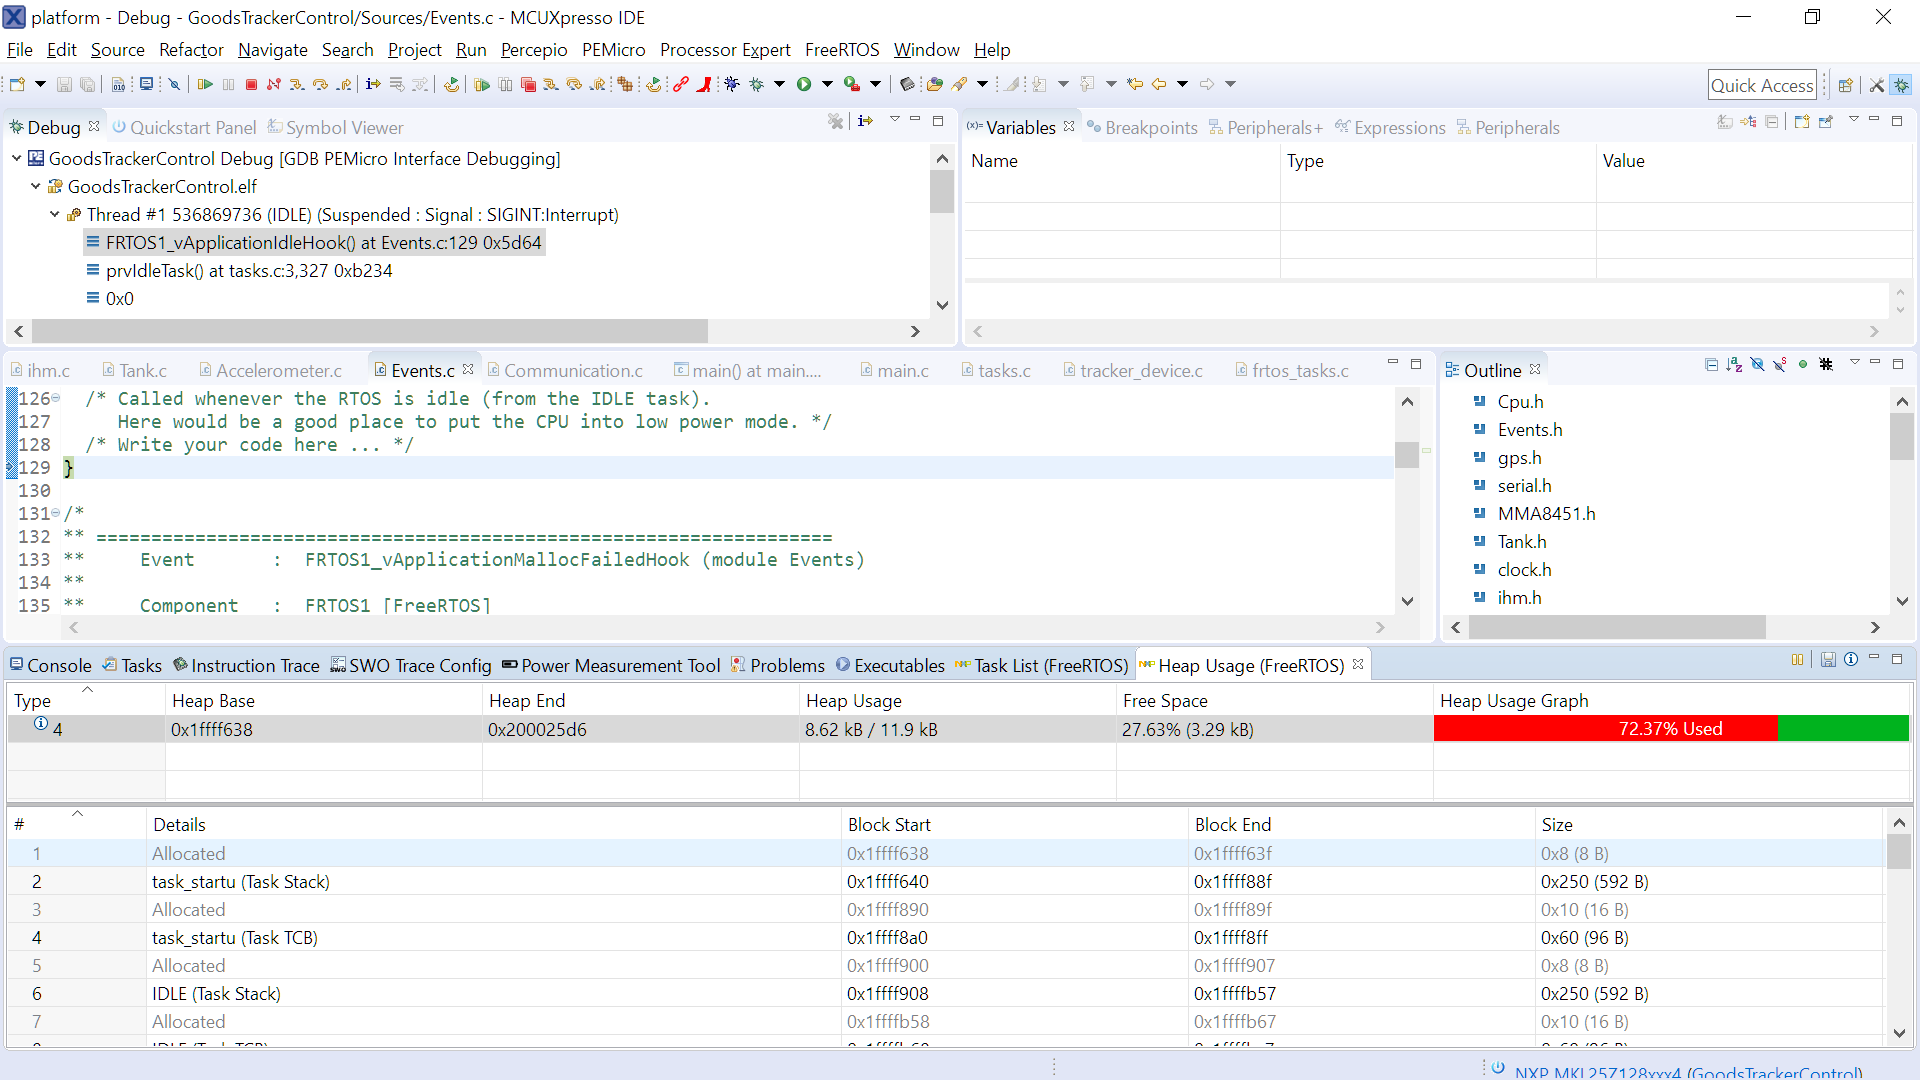 platform - Debug - GoodsTrackerControl/Sources/Events.c - MCUXpresso IDE
File Edit Source Refactor Navigate Search Project Run Percepio PEMicro Processor Expert FreeRTOS Window Help
Quick Access
Debug Quickstart Panel Symbol Viewer
GoodsTrackerControl Debug [GDB PEMicro Interface Debugging]
GoodsTrackerControl.elf
Thread #1 536869736 (IDLE) (Suspended : Signal : SIGINT:Interrupt)
FRTOS1_vApplicationIdleHook() at Events.c:129 0x5d64
prvIdleTask() at tasks.c:3,327 0xb234
0x0
(x)= Variables Breakpoints Peripherals+ Expressions Peripherals
Name Type Value
ihm.c Tank.c Accelerometer.c Events.c Communication.c main() at main.... main.c tasks.c tracker_device.c frtos_tasks.c
126 /* Called whenever the RTOS is idle (from the IDLE task).
127 Here would be a good place to put the CPU into low power mode. */
128 /* Write your code here ... */
129 }
130
131 /*
132 ** ===================================================================
133 ** Event : FRTOS1_vApplicationMallocFailedHook (module Events)
134 **
135 ** Component : FRTOS1 [FreeRTOS]
Outline
Cpu.h
Events.h
gps.h
serial.h
MMA8451.h
Tank.h
clock.h
ihm.h
Console Tasks Instruction Trace SWO Trace Config Power Measurement Tool Problems Executables Task List (FreeRTOS) Heap Usage (FreeRTOS)
Type Heap Base Heap End Heap Usage Free Space Heap Usage Graph
4 0x1ffff638 0x200025d6 8.62 kB / 11.9 kB 27.63% (3.29 kB) 72.37% Used
# Details Block Start Block End Size
1 Allocated 0x1ffff638 0x1ffff63f 0x8 (8 B)
2 task_startu (Task Stack) 0x1ffff640 0x1ffff88f 0x250 (592 B)
3 Allocated 0x1ffff890 0x1ffff89f 0x10 (16 B)
4 task_startu (Task TCB) 0x1ffff8a0 0x1ffff8ff 0x60 (96 B)
5 Allocated 0x1ffff900 0x1ffff907 0x8 (8 B)
6 IDLE (Task Stack) 0x1ffff908 0x1ffffb57 0x250 (592 B)
7 Allocated 0x1ffffb58 0x1ffffb67 0x10 (16 B)
NXP MKL25Z128xxx4 (GoodsTrackerControl)